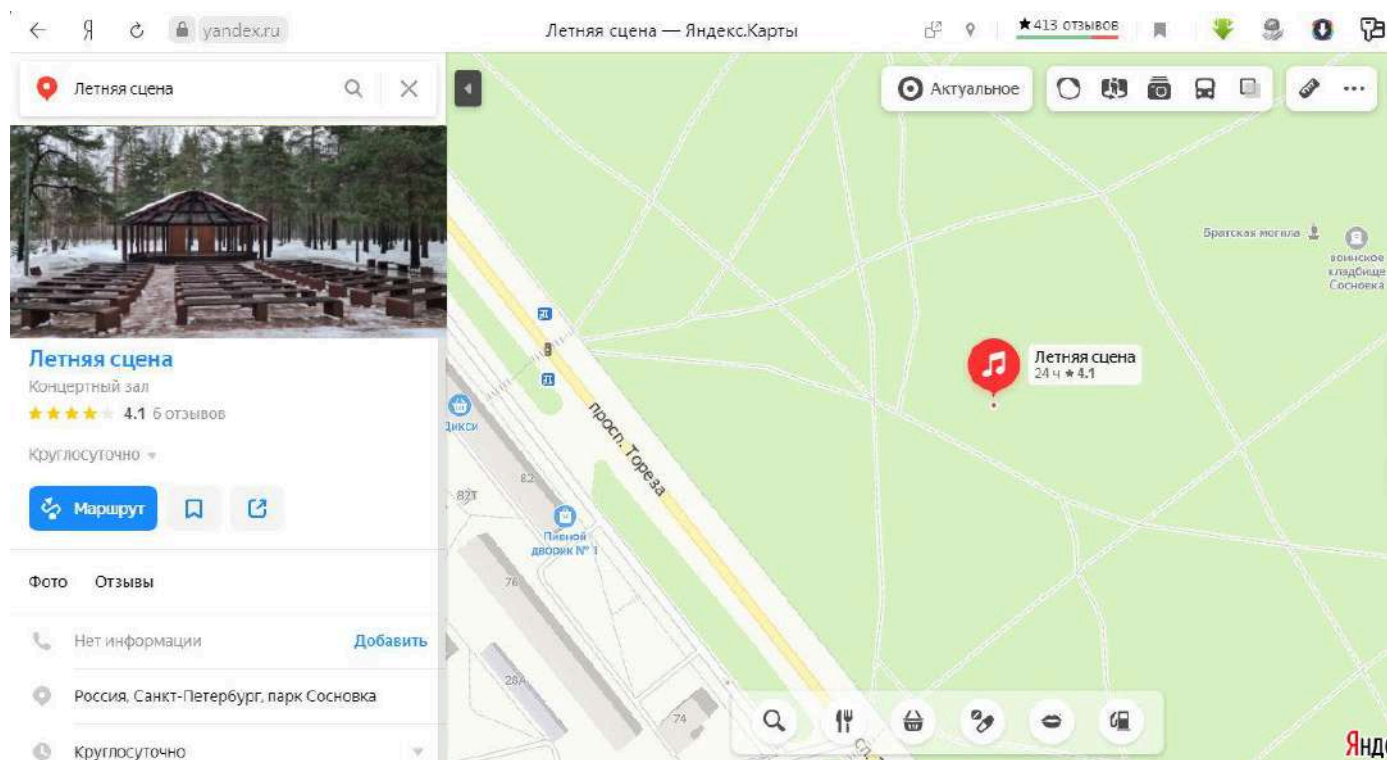 Я
yandex.ru
Летняя сцена — Яндекс.Карты
★413 отзывов
Летняя сцена
Актуальное
Летняя сцена
Концертный зал
4.1 6 отзывов
Круглосуточно
Маршрут
Фото Отзывы
Нет информации
Добавить
Россия, Санкт-Петербург, парк Сосновка
Круглосуточно
Братская могила
воинское
кладбище
Сосновка
Летняя сцена
24 ч ★ 4.1
Дикси
просп. Тореза
82
82Т
Пивной
дворик № 1
76
28А
74